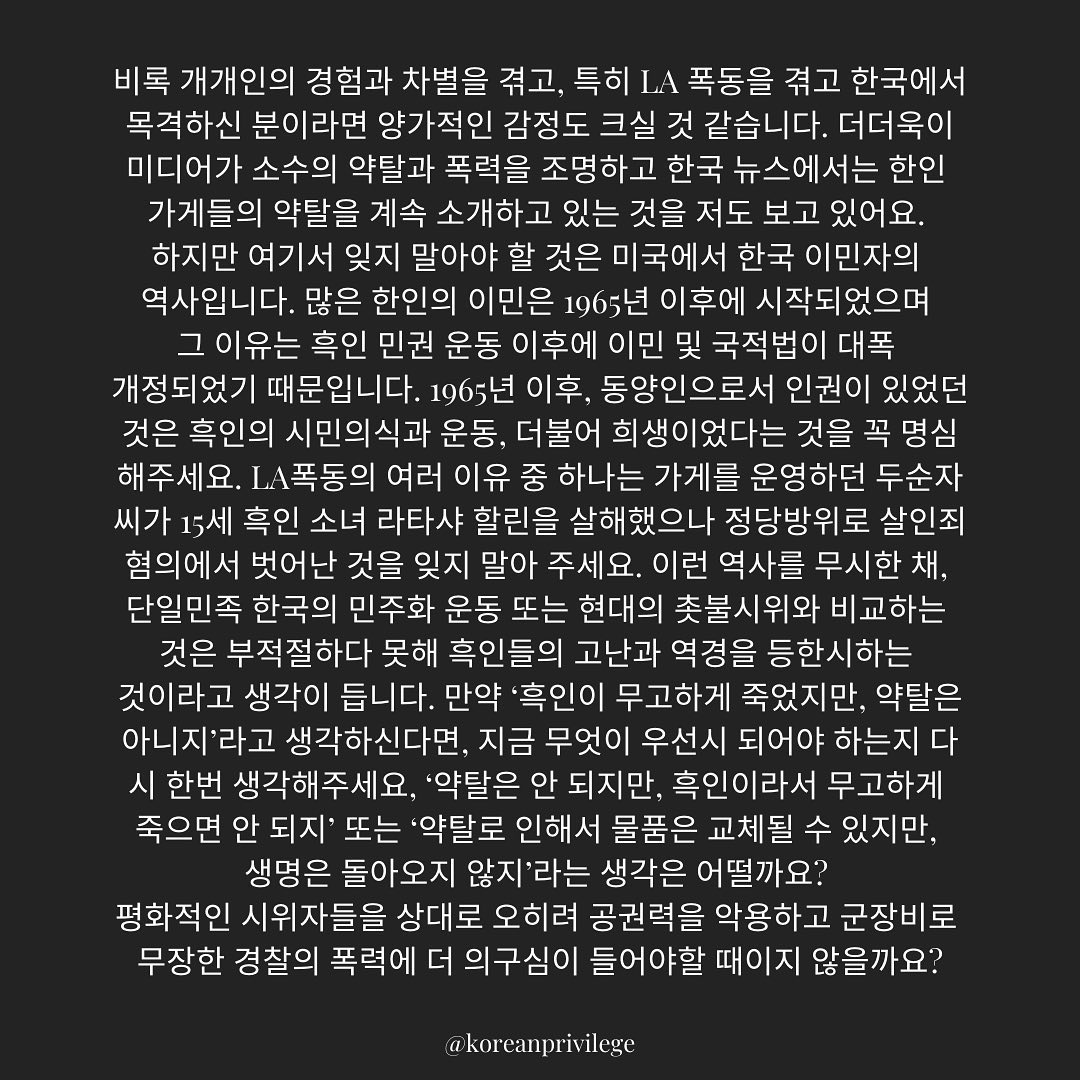 비록 개개인의 경험과 차별을 겪고, 특히 LA 폭동을 겪고 한국에서
목격하신 분이라면 양가적인 감정도 크실 것 같습니다. 더더욱이
미디어가 소수의 약탈과 폭력을 조명하고 한국 뉴스에서는 한인
가게들의 약탈을 계속 소개하고 있는 것을 저도 보고 있어요.
하지만 여기서 잊지 말아야 할 것은 미국에서 한국 이민자의
역사입니다. 많은 한인의 이민은 1965년 이후에 시작되었으며
그 이유는 흑인 민권 운동 이후에 이민 및 국적법이 대폭
개정되었기 때문입니다. 1965년 이후, 동양인으로서 인권이 있었던
것은 흑인의 시민의식과 운동, 더불어 희생이었다는 것을 꼭 명심
해주세요. LA폭동의 여러 이유 중 하나는 가게를 운영하던 두순자
씨가 15세 흑인 소녀 라타샤 할린을 살해했으나 정당방위로 살인죄
혐의에서 벗어난 것을 잊지 말아 주세요. 이런 역사를 무시한 채,
단일민족 한국의 민주화 운동 또는 현대의 촛불시위와 비교하는
것은 부적절하다 못해 흑인들의 고난과 역경을 등한시하는
것이라고 생각이 듭니다. 만약 ‘흑인이 무고하게 죽었지만, 약탈은
아니지’라고 생각하신다면, 지금 무엇이 우선시 되어야 하는지 다
시 한번 생각해주세요, ‘약탈은 안 되지만, 흑인이라서 무고하게
죽으면 안 되지’ 또는 ‘약탈로 인해서 물품은 교체될 수 있지만,
생명은 돌아오지 않지’라는 생각은 어떨까요?
평화적인 시위자들을 상대로 오히려 공권력을 악용하고 군장비로
무장한 경찰의 폭력에 더 의구심이 들어야할 때이지 않을까요?
@koreanprivilege